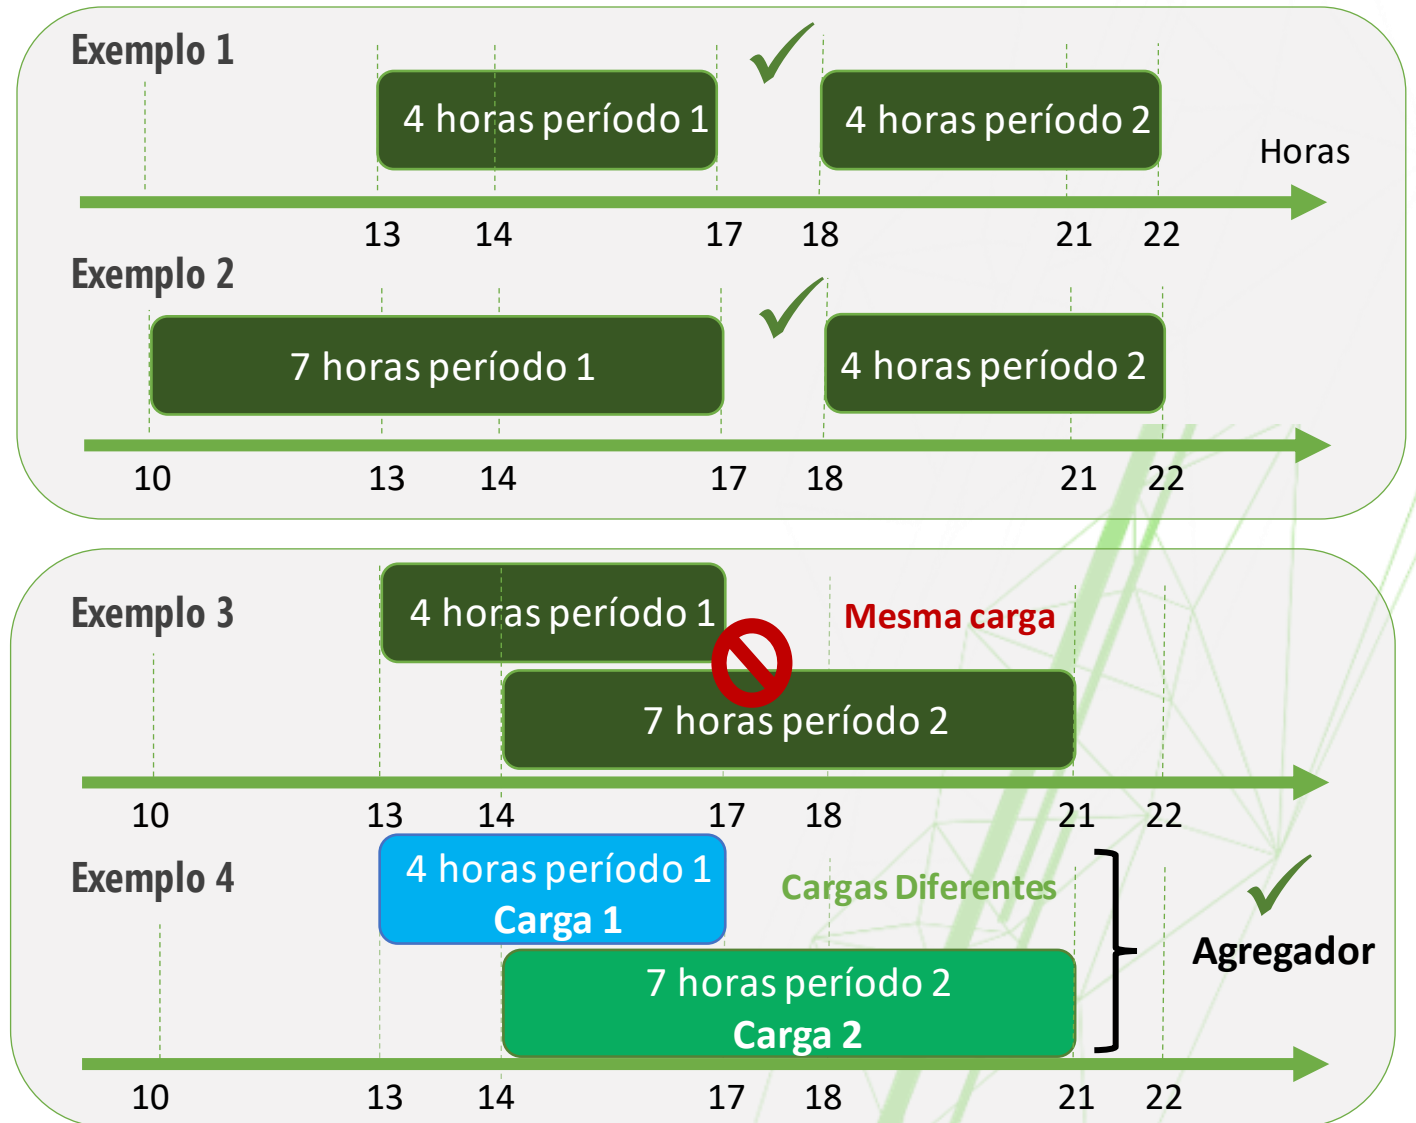 Exemplo 1
4 horas período 1
4 horas período 2
Horas
13 14 17 18 21 22
Exemplo 2
7 horas período 1
4 horas período 2
10 13 14 17 18 21 22
Exemplo 3
4 horas período 1
Mesma carga
7 horas período 2
10 13 14 17 18 21 22
Exemplo 4
4 horas período 1
Carga 1
Cargas Diferentes
Agregador
7 horas período 2
Carga 2
10 13 14 17 18 21 22